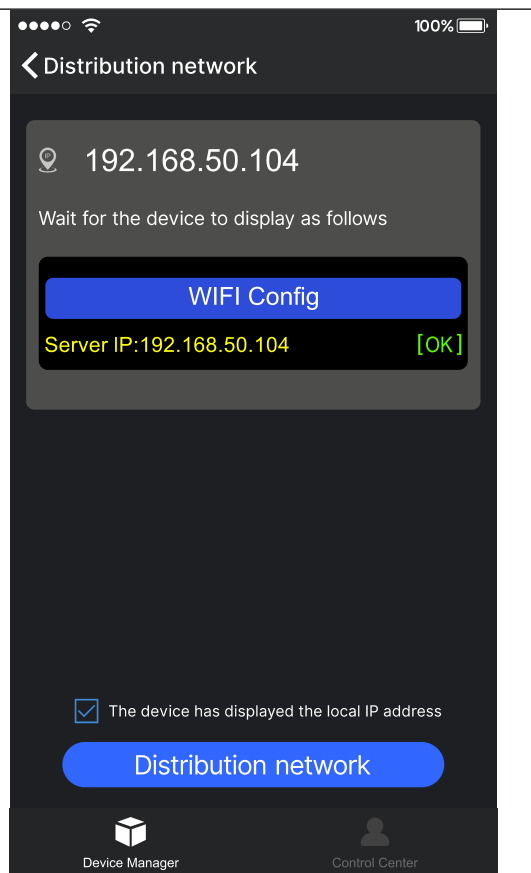 100%
Distribution network
IP
192.168.50.104
Wait for the device to display as follows
WIFI Config
Server IP:192.168.50.104 [OK]
The device has displayed the local IP address
Distribution network
Device Manager Control Center